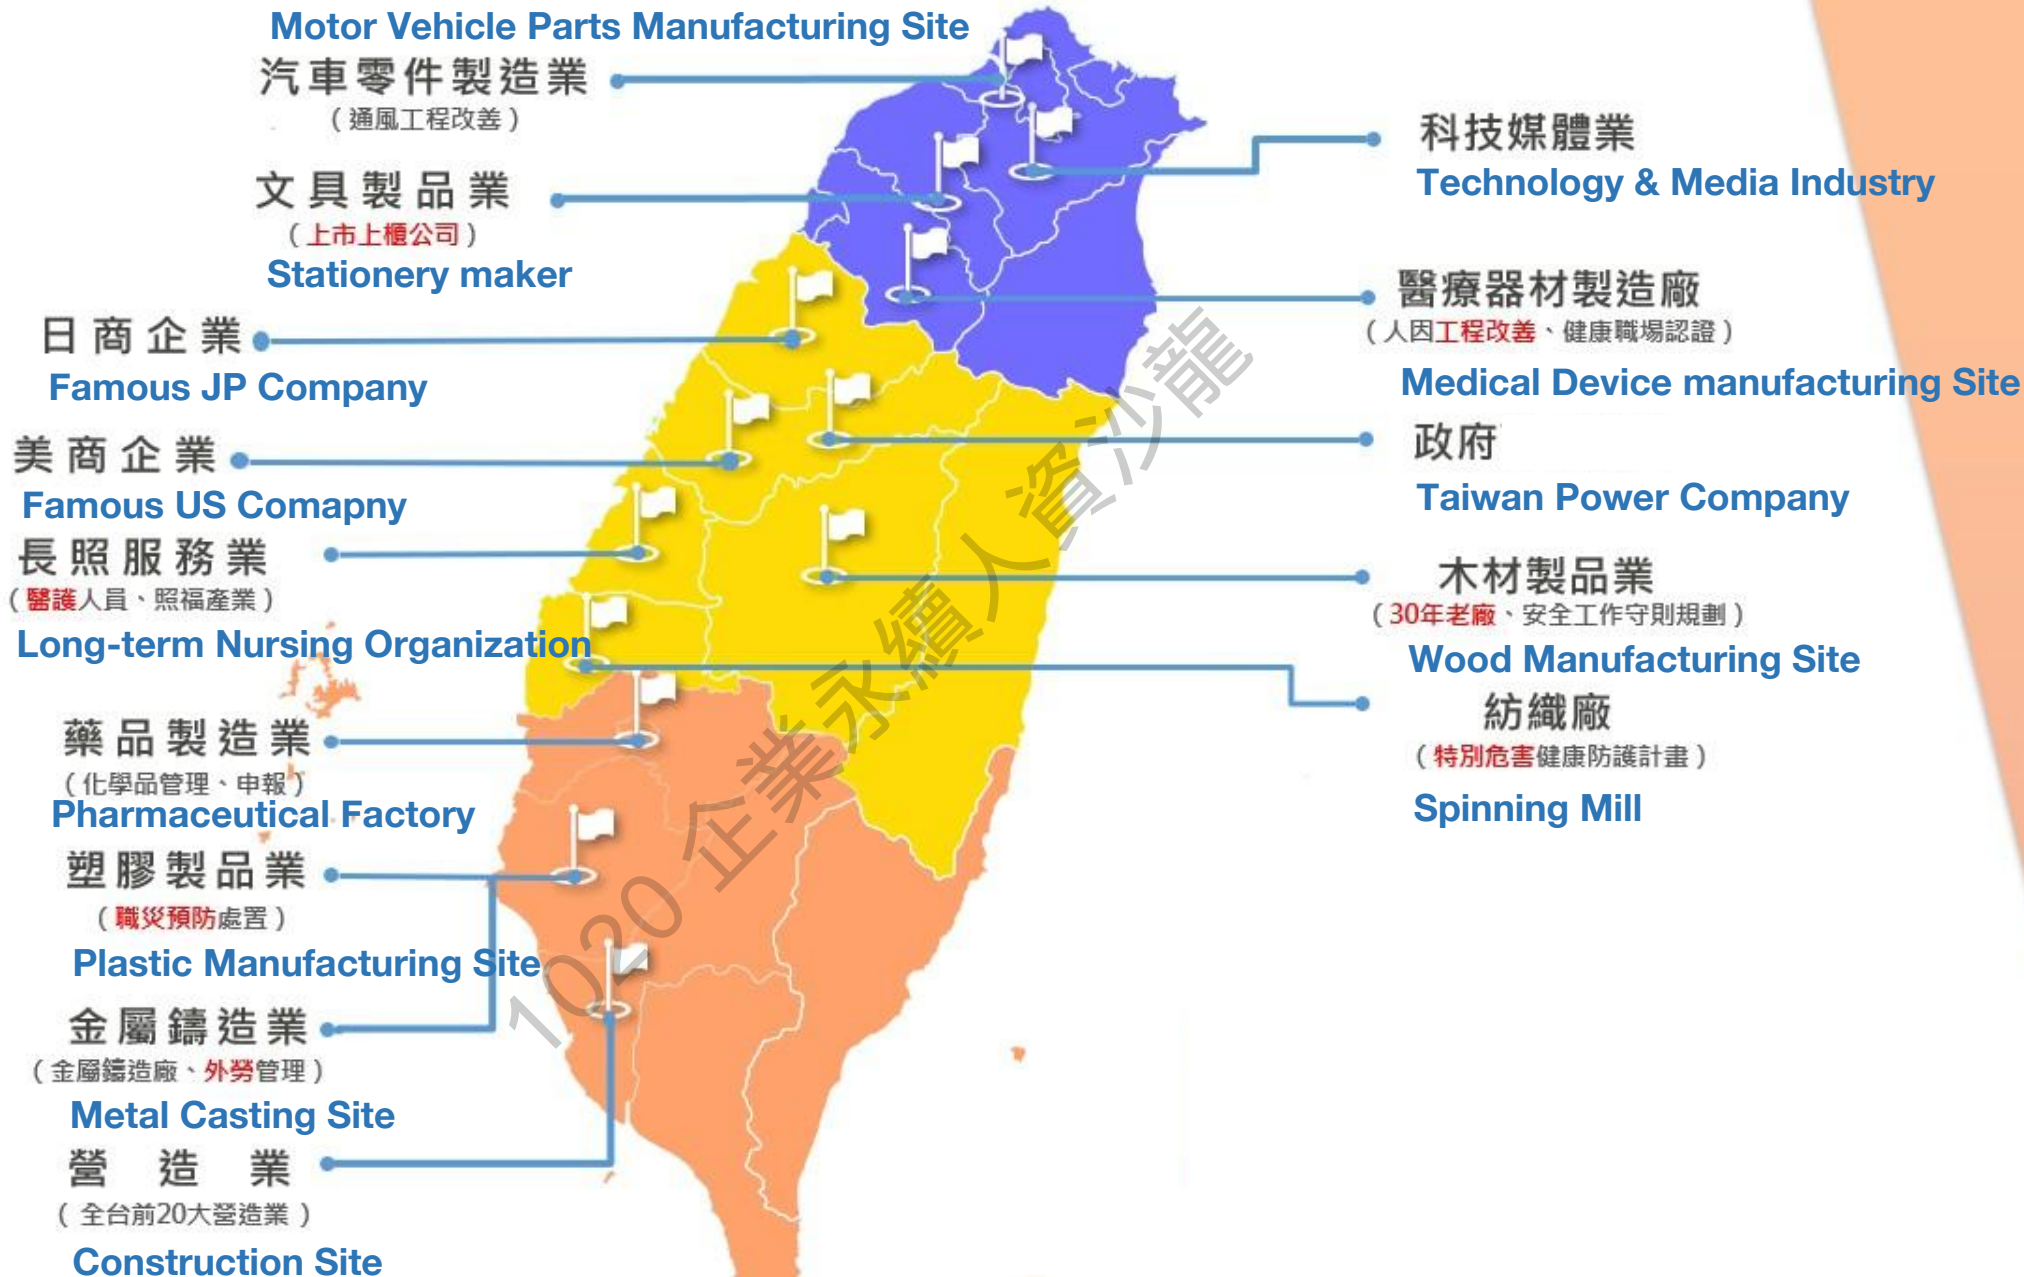 Motor Vehicle Parts Manufacturing Site
汽車零件製造業
（通風工程改善）
文具製品業
（上市上櫃公司）
Stationery maker
日商企業
Famous JP Company
美商企業
Famous US Comapny
長照服務業
（醫護人員、照福產業）
Long-term Nursing Organization
藥品製造業
（化學品管理、申報）
Pharmaceutical Factory
塑膠製品業
（職災預防處置）
Plastic Manufacturing Site
金屬鑄造業
（金屬鑄造廠、外勞管理）
Metal Casting Site
營造業
（全台前20大營造業）
Construction Site
科技媒體業
Technology & Media Industry
醫療器材製造廠
（人因工程改善、健康職場認證）
Medical Device manufacturing Site
政府
Taiwan Power Company
木材製品業
（30年老廠、安全工作守則規劃）
Wood Manufacturing Site
紡織廠
（特別危害健康防護計畫）
Spinning Mill
1020 企業永續人資沙龍